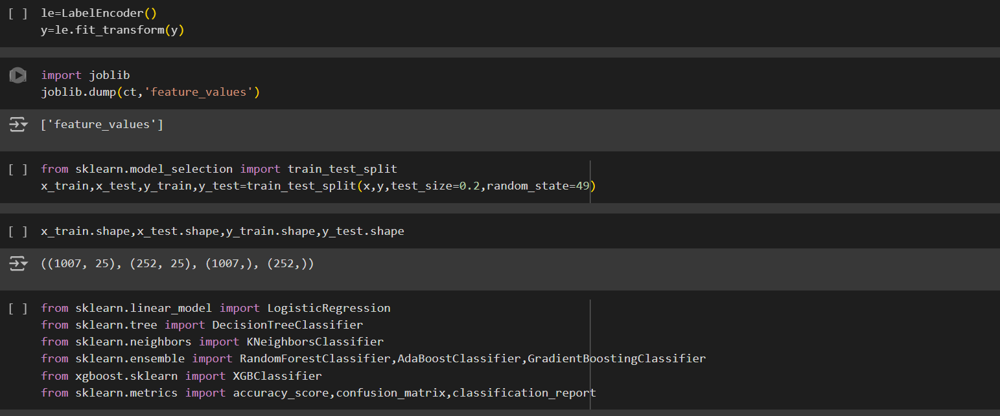 [ ] le=LabelEncoder()
y=le.fit_transform(y)
import joblib
joblib.dump(ct,'feature_values')
['feature_values']
[ ] from sklearn.model_selection import train_test_split
x_train,x_test,y_train,y_test=train_test_split(x,y,test_size=0.2,random_state=49)
[ ] x_train.shape,x_test.shape,y_train.shape,y_test.shape
((1007, 25), (252, 25), (1007,), (252,))
[ ] from sklearn.linear_model import LogisticRegression
from sklearn.tree import DecisionTreeClassifier
from sklearn.neighbors import KNeighborsClassifier
from sklearn.ensemble import RandomForestClassifier,AdaBoostClassifier,GradientBoostingClassifier
from xgboost.sklearn import XGBClassifier
from sklearn.metrics import accuracy_score,confusion_matrix,classification_report